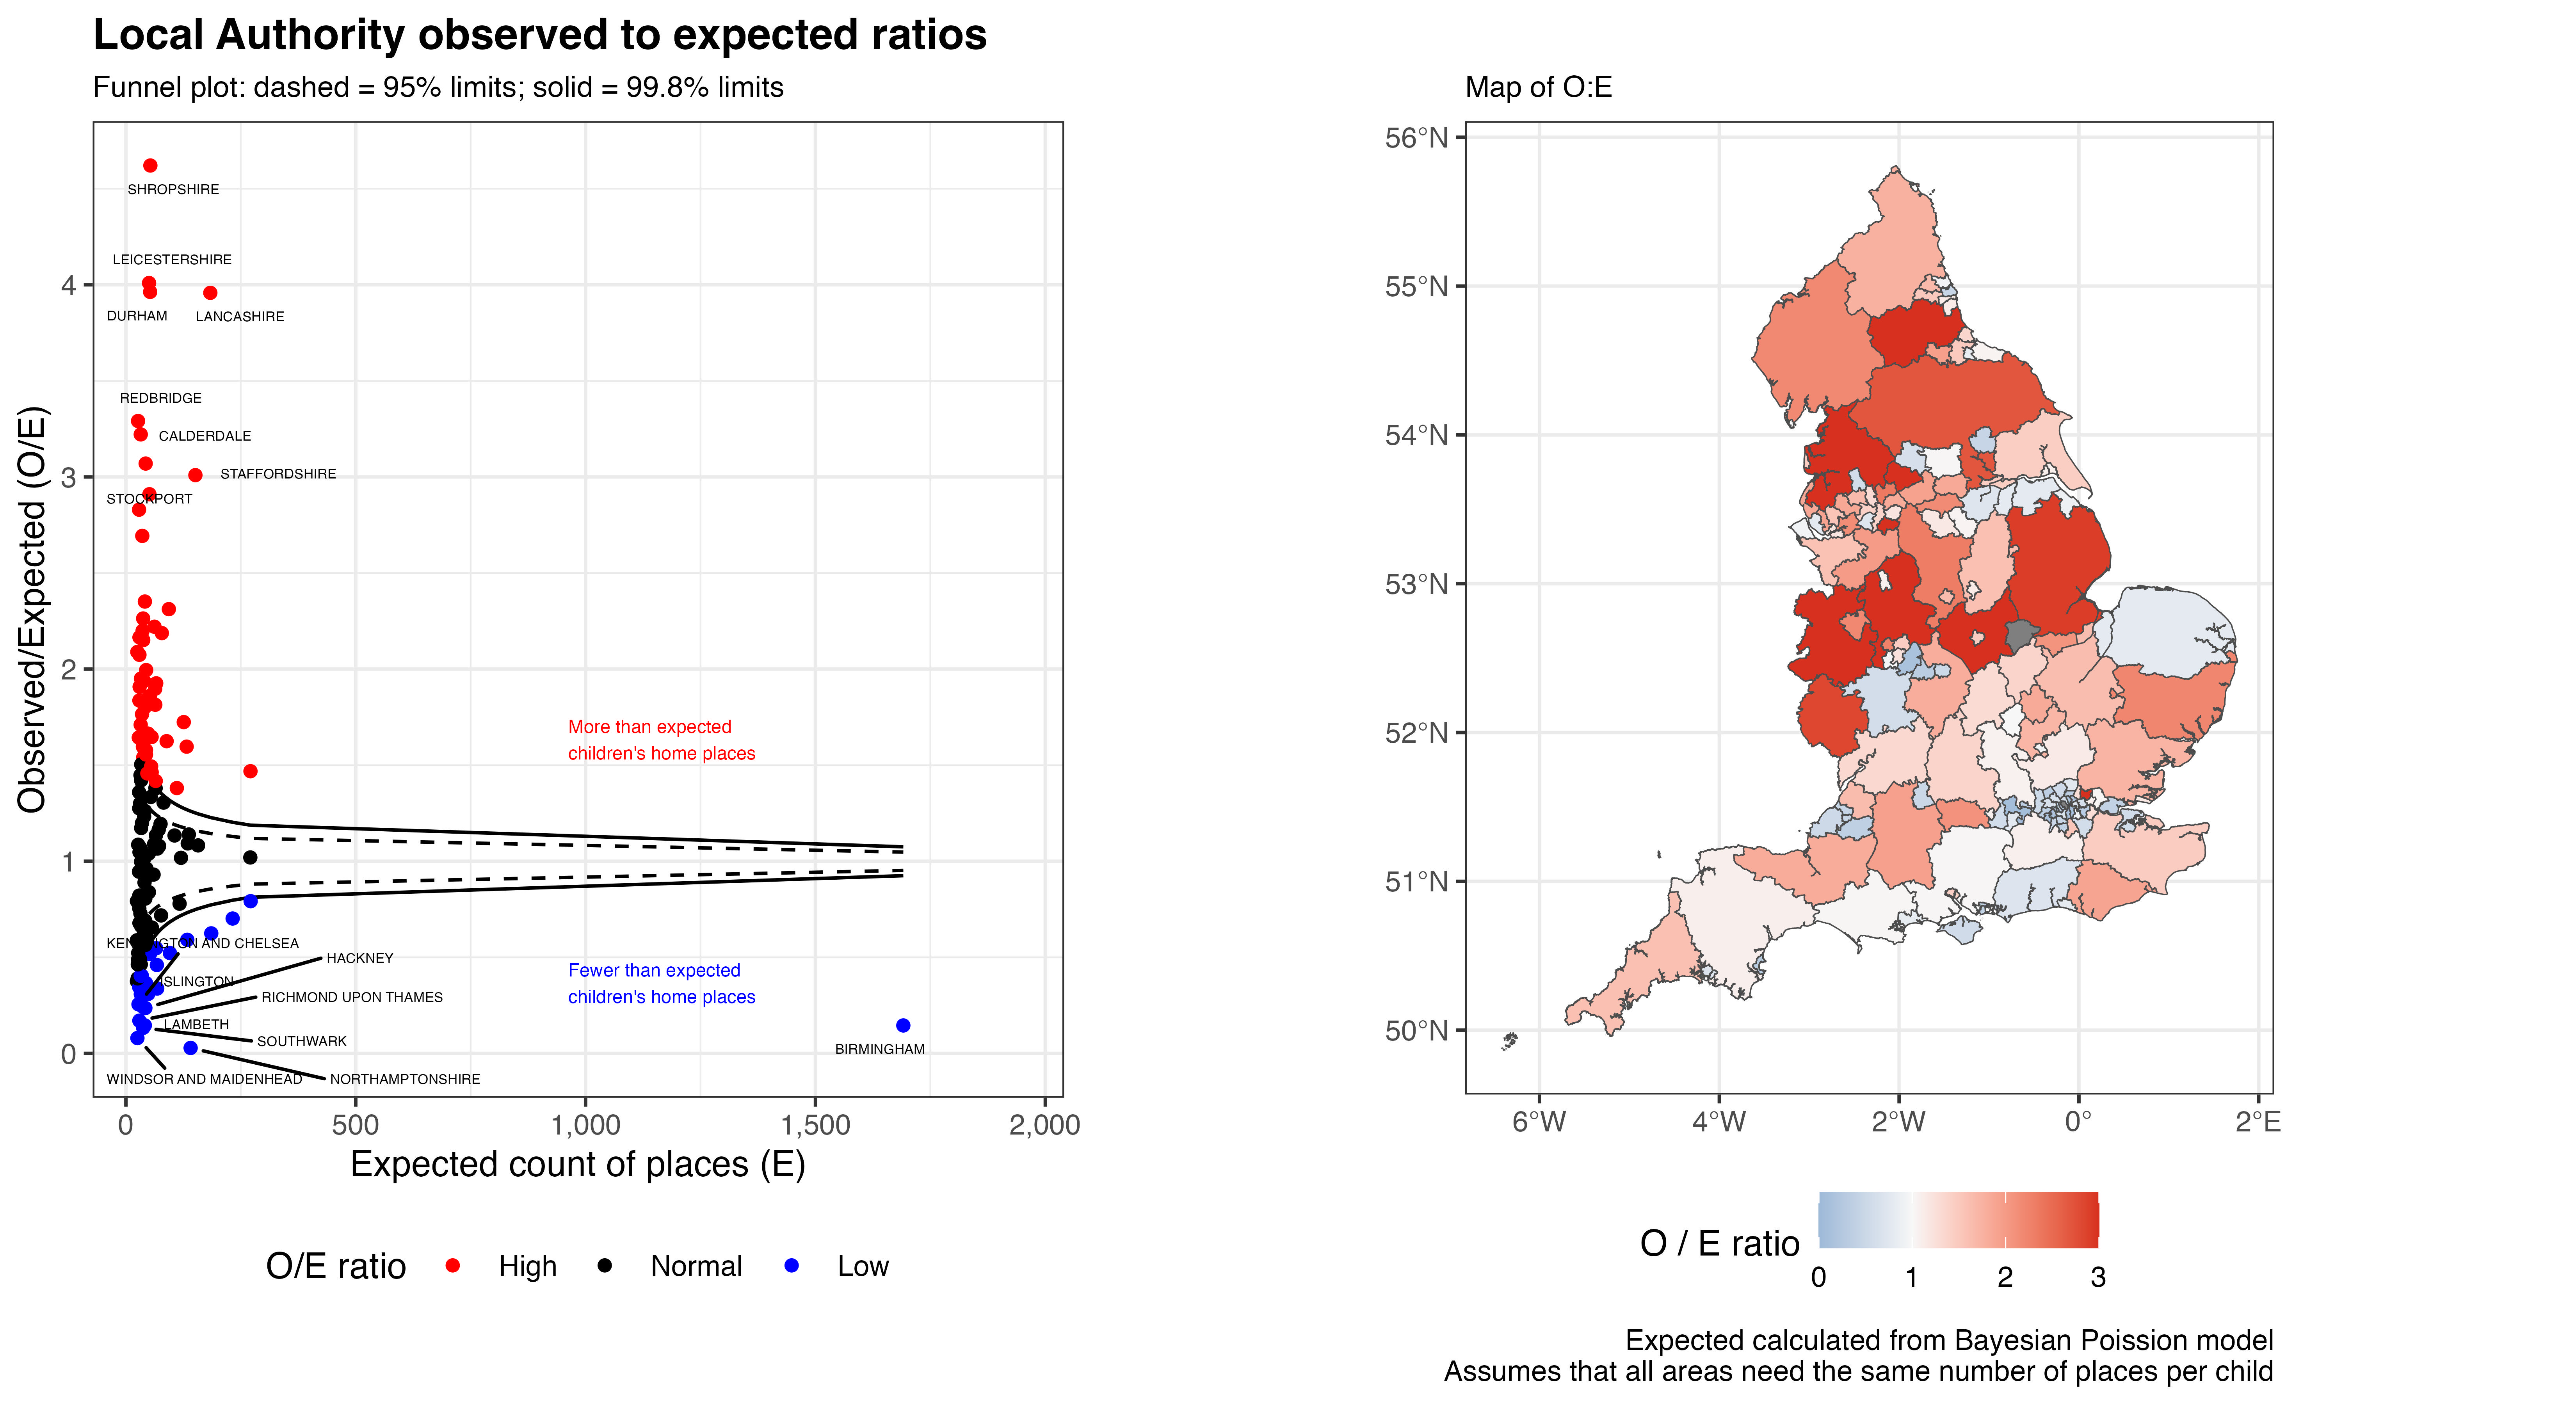 Local Authority observed to expected ratios
Funnel plot: dashed = 95% limits; solid = 99.8% limits
Observed/Expected (O/E)
4
3
2
1
0
SHROPSHIRE
LEICESTERSHIRE
DURHAM
LANCASHIRE
REDBRIDGE
CALDERDALE
STAFFORDSHIRE
STOCKPORT
More than expected
children's home places
KENSINGTON AND CHELSEA
HACKNEY
Fewer than expected
ISLINGTON
RICHMOND UPON THAMES
children's home places
LAMBETH
SOUTHWARK
BIRMINGHAM
WINDSOR AND MAIDENHEAD
NORTHAMPTONSHIRE
0
500
1,000
1,500
2,000
Expected count of places (E)
O/E ratio
High
Normal
Low
Map of O:E
56°N
55°N
54°N
53°N
52°N
51°N
50°N
6°W
4°W
2°W
0°
2°E
O / E ratio
0
1
2
3
Expected calculated from Bayesian Poission model
Assumes that all areas need the same number of places per child